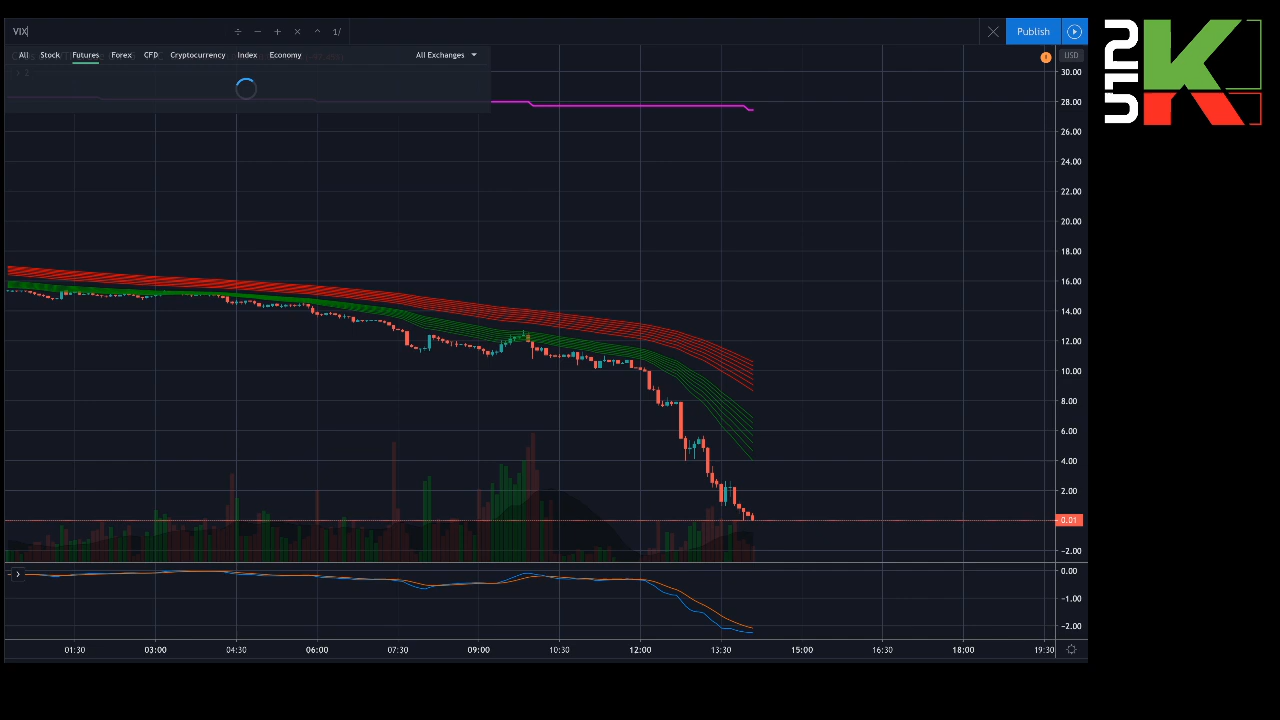 VIX
÷ − + × ^ 1/
Publish
All Stock Futures Forex CFD Cryptocurrency Index Economy All Exchanges
USD
30.00
28.00
26.00
24.00
22.00
20.00
18.00
16.00
14.00
12.00
10.00
8.00
6.00
4.00
2.00
0.01
−2.00
0.00
−1.00
−2.00
01:30 03:00 04:30 06:00 07:30 09:00 10:30 12:00 13:30 15:00 16:30 18:00 19:30
25K